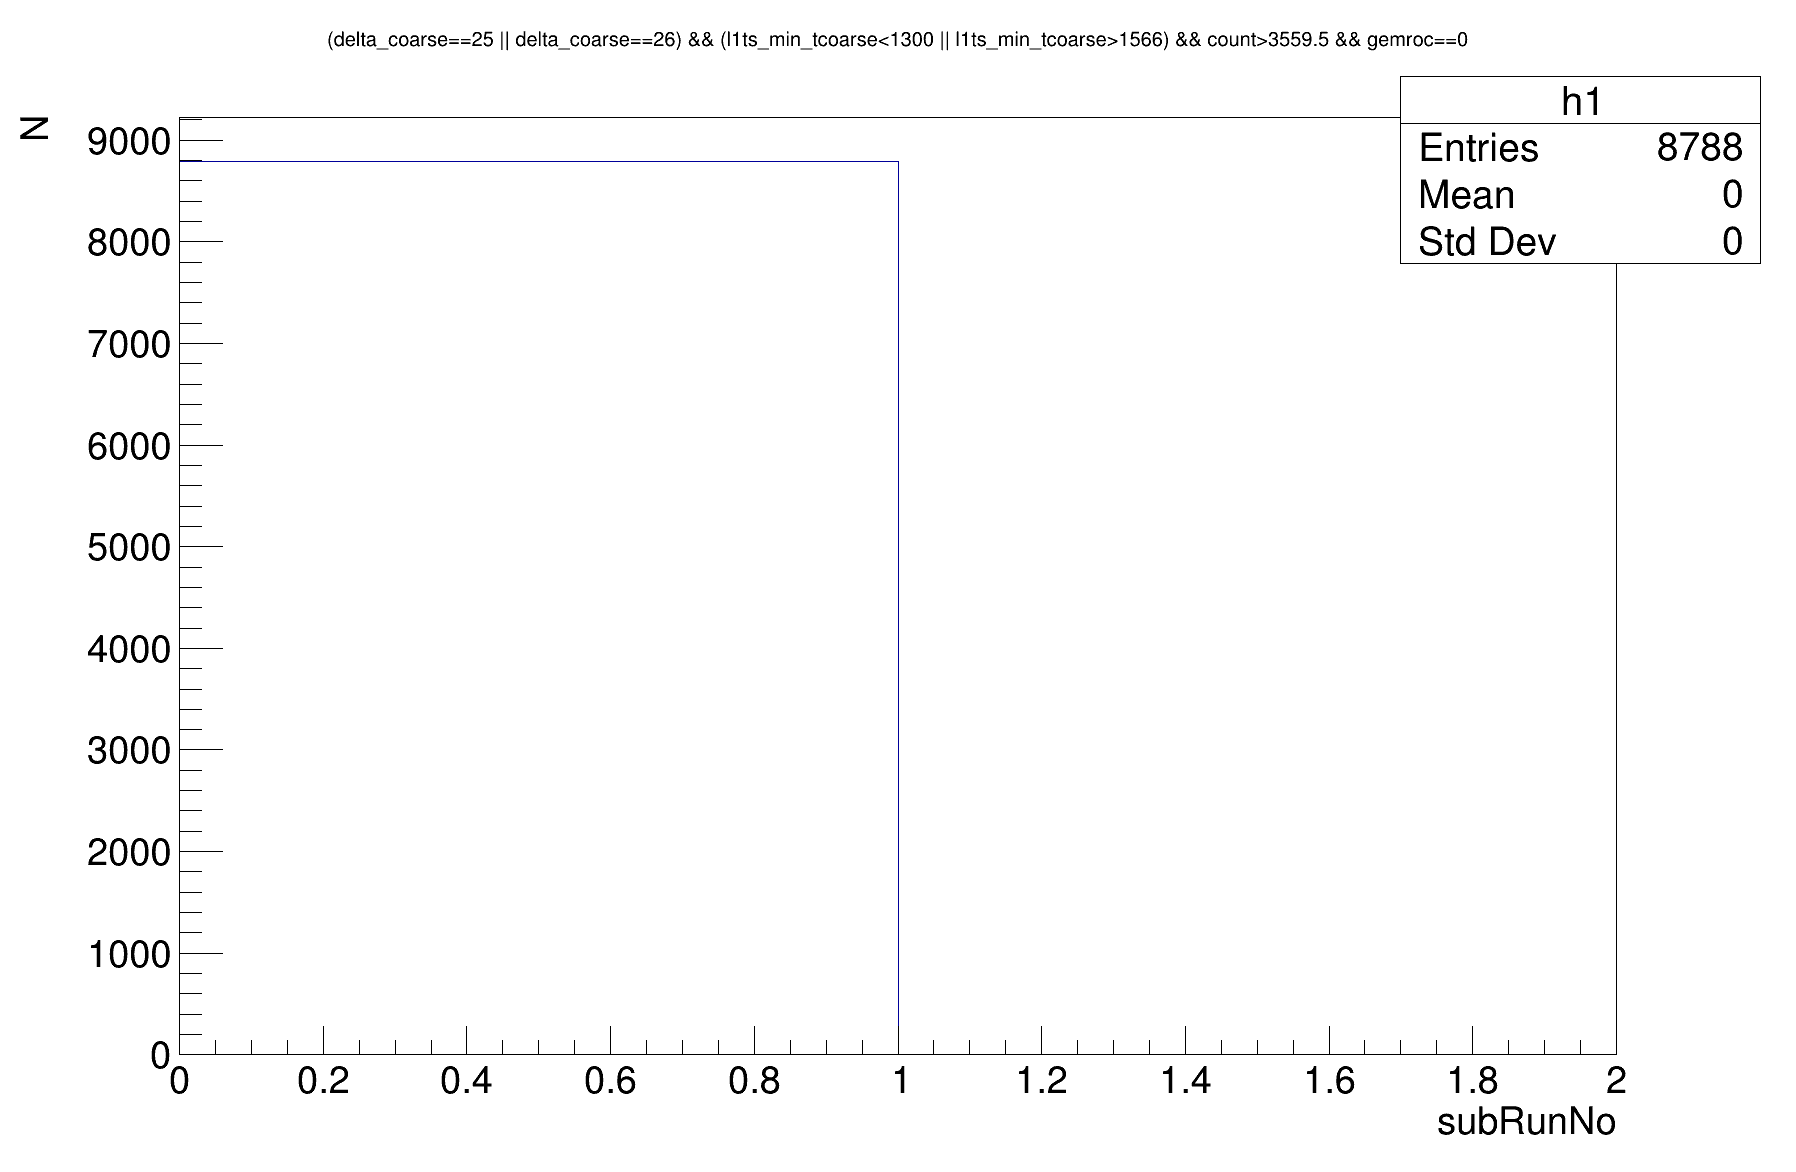 (delta_coarse==25 || delta_coarse==26) && (l1ts_min_tcoarse<1300 || l1ts_min_tcoarse>1566) && count>3559.5 && gemroc==0
h1
Entries 8788
Mean 0
Std Dev 0
N
9000
8000
7000
6000
5000
4000
3000
2000
1000
0
0 0.2 0.4 0.6 0.8 1 1.2 1.4 1.6 1.8 2
subRunNo